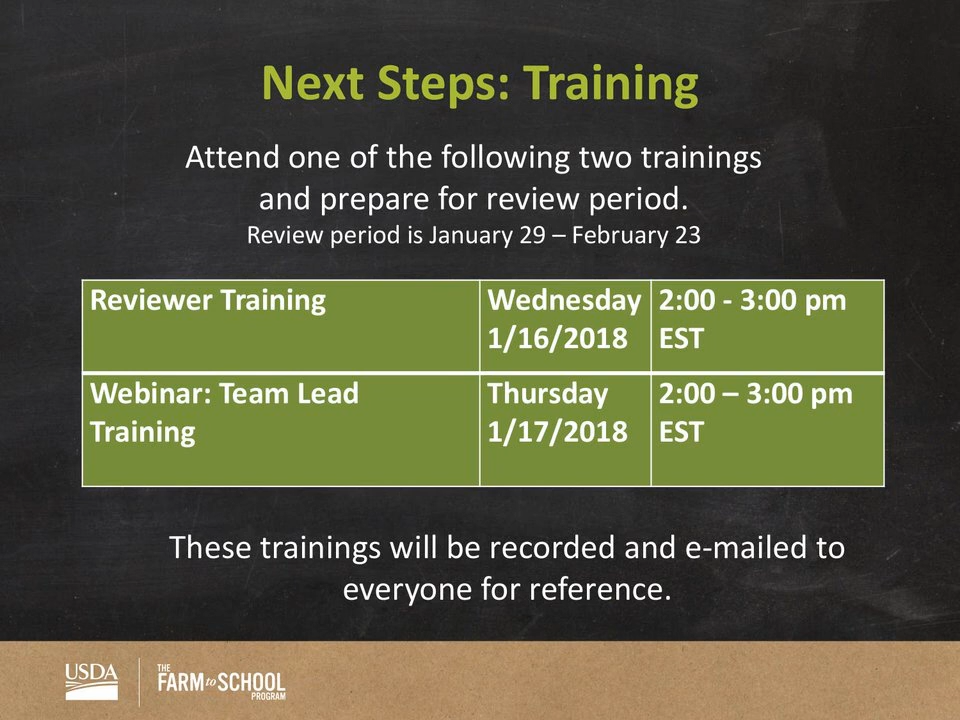 Next Steps: Training
Attend one of the following two trainings
and prepare for review period.
Review period is January 29 – February 23
Reviewer Training
Wednesday
1/16/2018
2:00 - 3:00 pm
EST
Webinar: Team Lead
Training
Thursday
1/17/2018
2:00 – 3:00 pm
EST
These trainings will be recorded and e-mailed to
everyone for reference.
USDA
THE
FARM to SCHOOL
PROGRAM